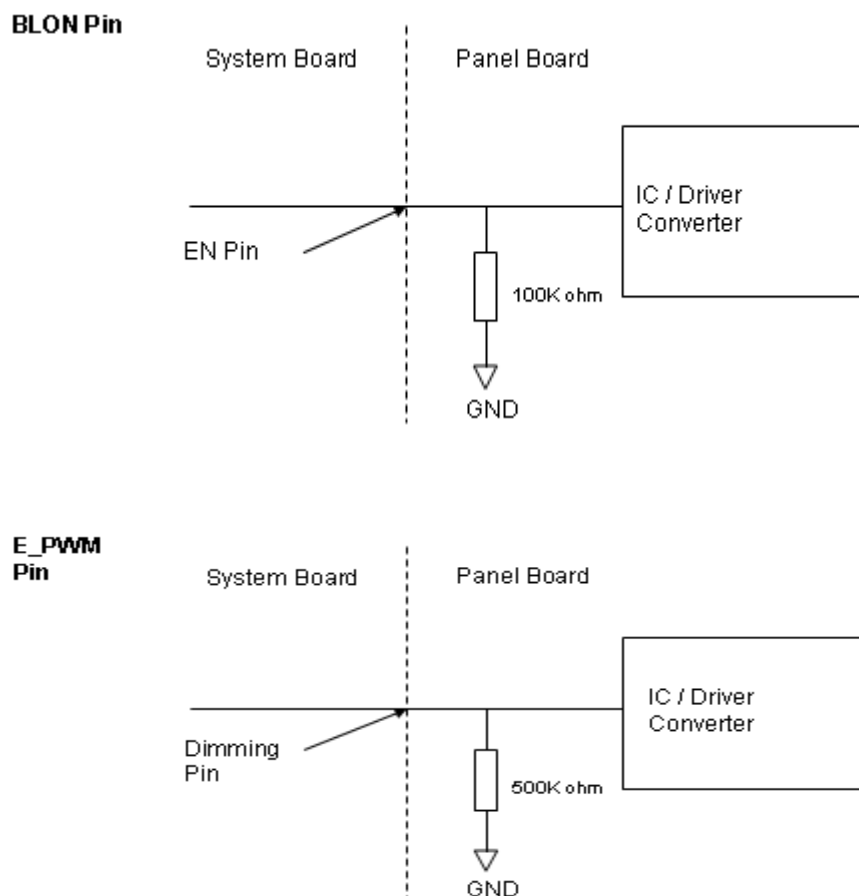 BLON Pin
System Board
Panel Board
IC / Driver
Converter
EN Pin
100K ohm
GND
E_PWM
Pin
System Board
Panel Board
IC / Driver
Converter
Dimming
Pin
500K ohm
GND